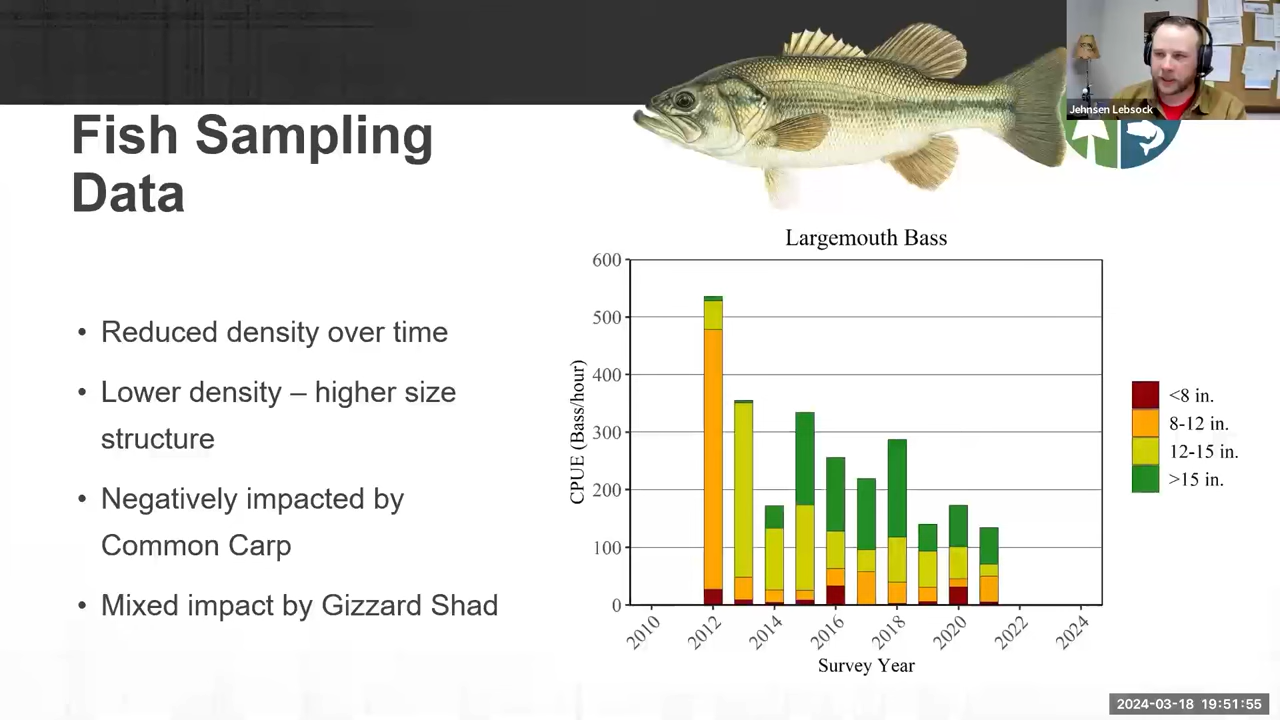 Jehnsen Lebsock
Fish Sampling
Data
• Reduced density over time
• Lower density – higher size
structure
• Negatively impacted by
Common Carp
• Mixed impact by Gizzard Shad
Largemouth Bass
CPUE (Bass/hour)
600
500
400
300
200
100
0
2010
2012
2014
2016
2018
2020
2022
2024
Survey Year
<8 in.
8-12 in.
12-15 in.
>15 in.
2024-03-18 19:51:55